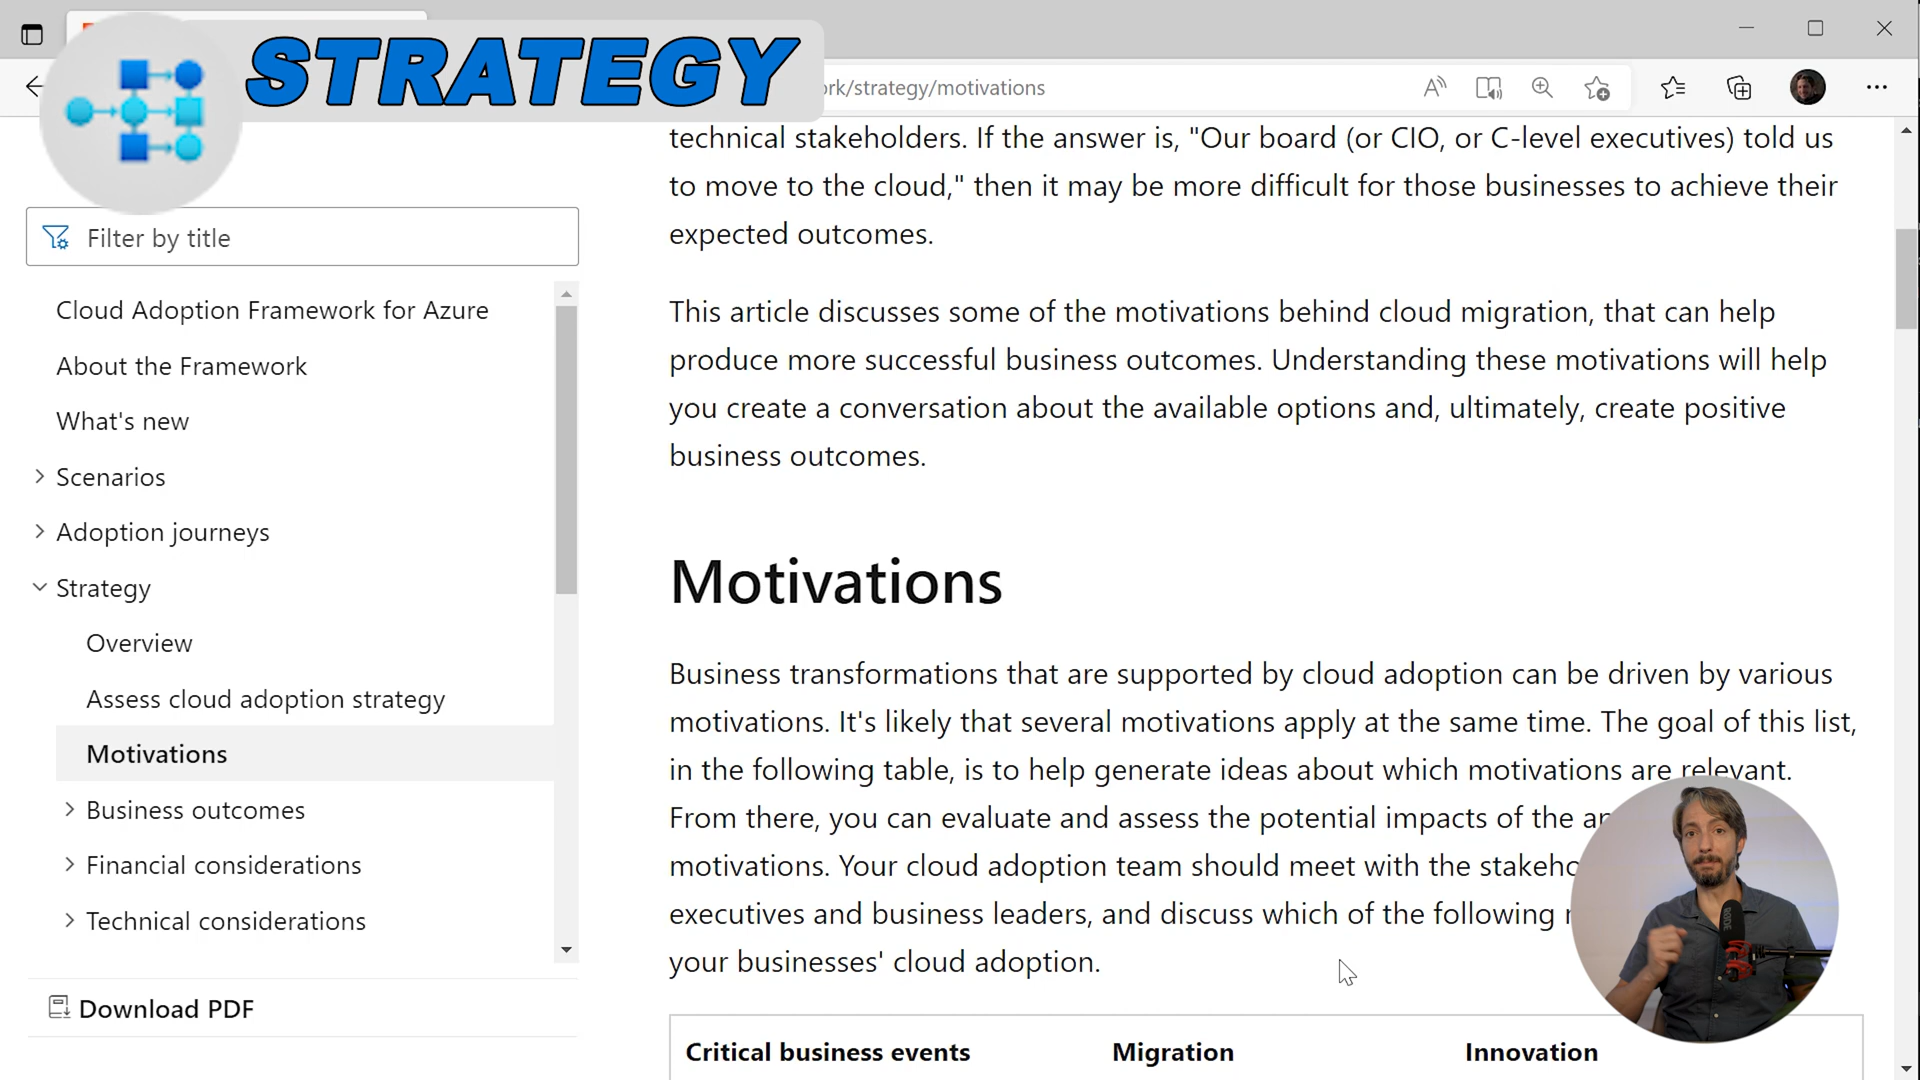 STRATEGY
rk/strategy/motivations
Filter by title
Cloud Adoption Framework for Azure
About the Framework
What's new
Scenarios
Adoption journeys
Strategy
Overview
Assess cloud adoption strategy
Motivations
Business outcomes
Financial considerations
Technical considerations
Download PDF
technical stakeholders. If the answer is, "Our board (or CIO, or C-level executives) told us
to move to the cloud," then it may be more difficult for those businesses to achieve their
expected outcomes.
This article discusses some of the motivations behind cloud migration, that can help
produce more successful business outcomes. Understanding these motivations will help
you create a conversation about the available options and, ultimately, create positive
business outcomes.
Motivations
Business transformations that are supported by cloud adoption can be driven by various
motivations. It's likely that several motivations apply at the same time. The goal of this list,
in the following table, is to help generate ideas about which motivations are relevant.
From there, you can evaluate and assess the potential impacts of the
motivations. Your cloud adoption team should meet with the
executives and business leaders, and discuss which of the following
your businesses' cloud adoption.
Critical business events
Migration
Innovation